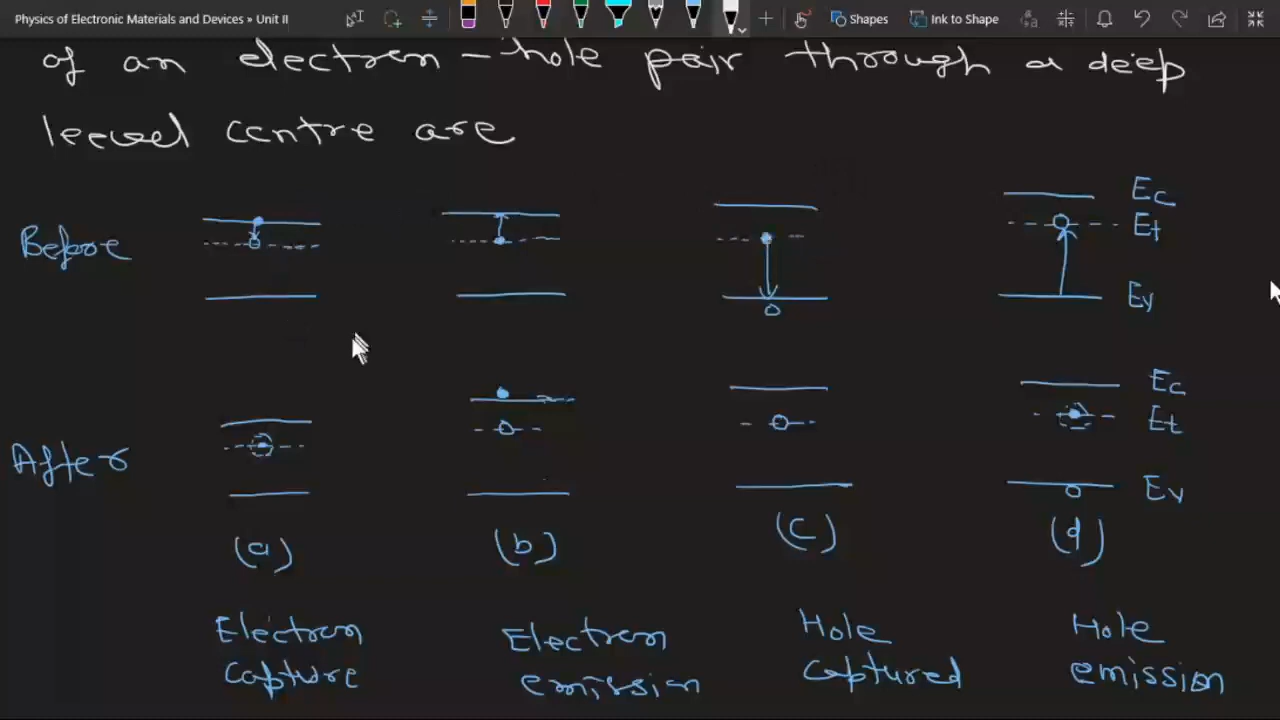 Physics of Electronic Materials and Devices » Unit II
Shapes
Ink to Shape
of an electron - hole pair through a deep
leevel centre are
Before
Ec
Et
Ev
After
Ec
Et
Ev
(a) (b) (c) (d)
Electron capture
Electron emission
Hole captured
Hole emission